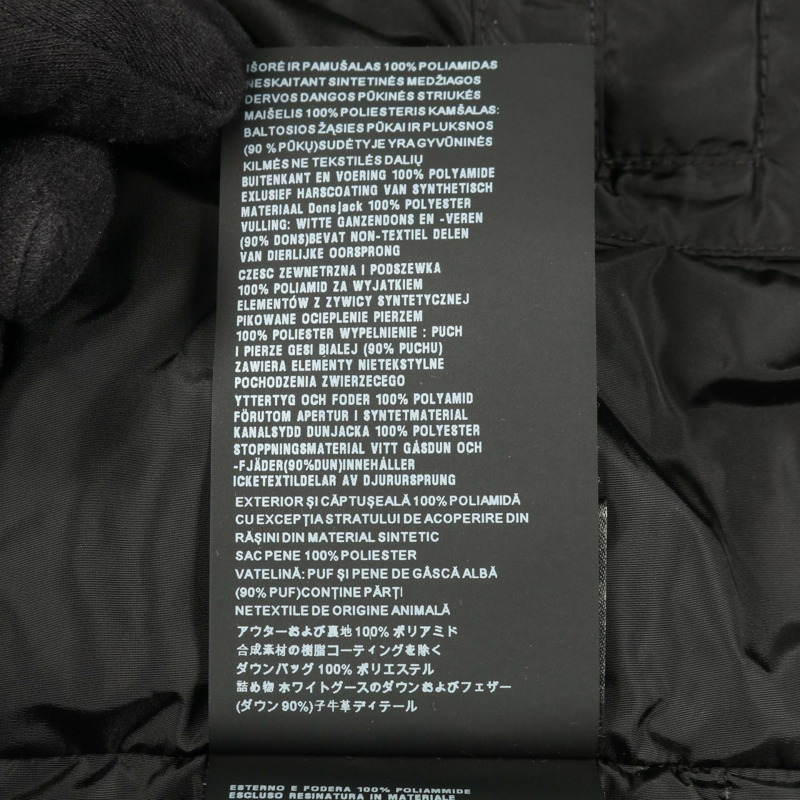 IŠORĖ IR PAMUŠALAS 100% POLIAMIDAS
NESKAITANT SINTETINĖS MEDŽIAGOS
DERVOS DANGOS PŪKINĖS STRIUKĖS
MAIŠELIS 100% POLIESTERIS KAMŠALAS:
BALTOSIOS ŽĄSIES PŪKAI IR PLUKSNOS
(90 % PŪKŲ)SUDĖTYJE YRA GYVŪNINĖS
KILMĖS NE TEKSTILĖS DALIŲ
BUITENKANT EN VOERING 100% POLYAMIDE
EXLUSIEF HARSCOATING VAN SYNTHETISCH
MATERIAAL Donsjack 100% POLYESTER
VULLING: WITTE GANZENDONS EN -VEREN
(90% DONS)BEVAT NON-TEXTIEL DELEN
VAN DIERLIJKE OORSPRONG
CZESC ZEWNETRZNA I PODSZEWKA
100% POLIAMID ZA WYJATKIEM
ELEMENTÓW Z ZYWICY SYNTETYCZNEJ
PIKOWANE OCIEPLENIE PIERZEM
100% POLIESTER WYPELNIENIE : PUCH
I PIERZE GESI BIALEJ (90% PUCHU)
ZAWIERA ELEMENTY NIETEKSTYLNE
POCHODZENIA ZWIERZECEGO
YTTERTYG OCH FODER 100% POLYAMID
FÖRUTOM APERTUR I SYNTETMATERIAL
KANALSYDD DUNJACKA 100% POLYESTER
STOPPNINGSMATERIAL VITT GÅSDUN OCH
-FJÄDER(90%DUN)INNEHÅLLER
ICKETEXTILDELAR AV DJURURSPRUNG
EXTERIOR ȘI CĂPTUȘEALĂ 100% POLIAMIDĂ
CU EXCEPȚIA STRATULUI DE ACOPERIRE DIN
RĂȘINI DIN MATERIAL SINTETIC
SAC PENE 100% POLIESTER
VATELINĂ: PUF ȘI PENE DE GÂSCĂ ALBĂ
(90% PUF)CONȚINE PĂRȚI
NETEXTILE DE ORIGINE ANIMALĂ
アウターおよび裏地 100% ポリアミド
合成素材の樹脂コーティングを除く
ダウンバッグ 100% ポリエステル
詰め物 ホワイトグースのダウンおよびフェザー
(ダウン 90%)子牛革ディテール
ESTERNO E FODERA 100% POLIAMMIDE
ESCLUSO RESINATURA IN MATERIALE